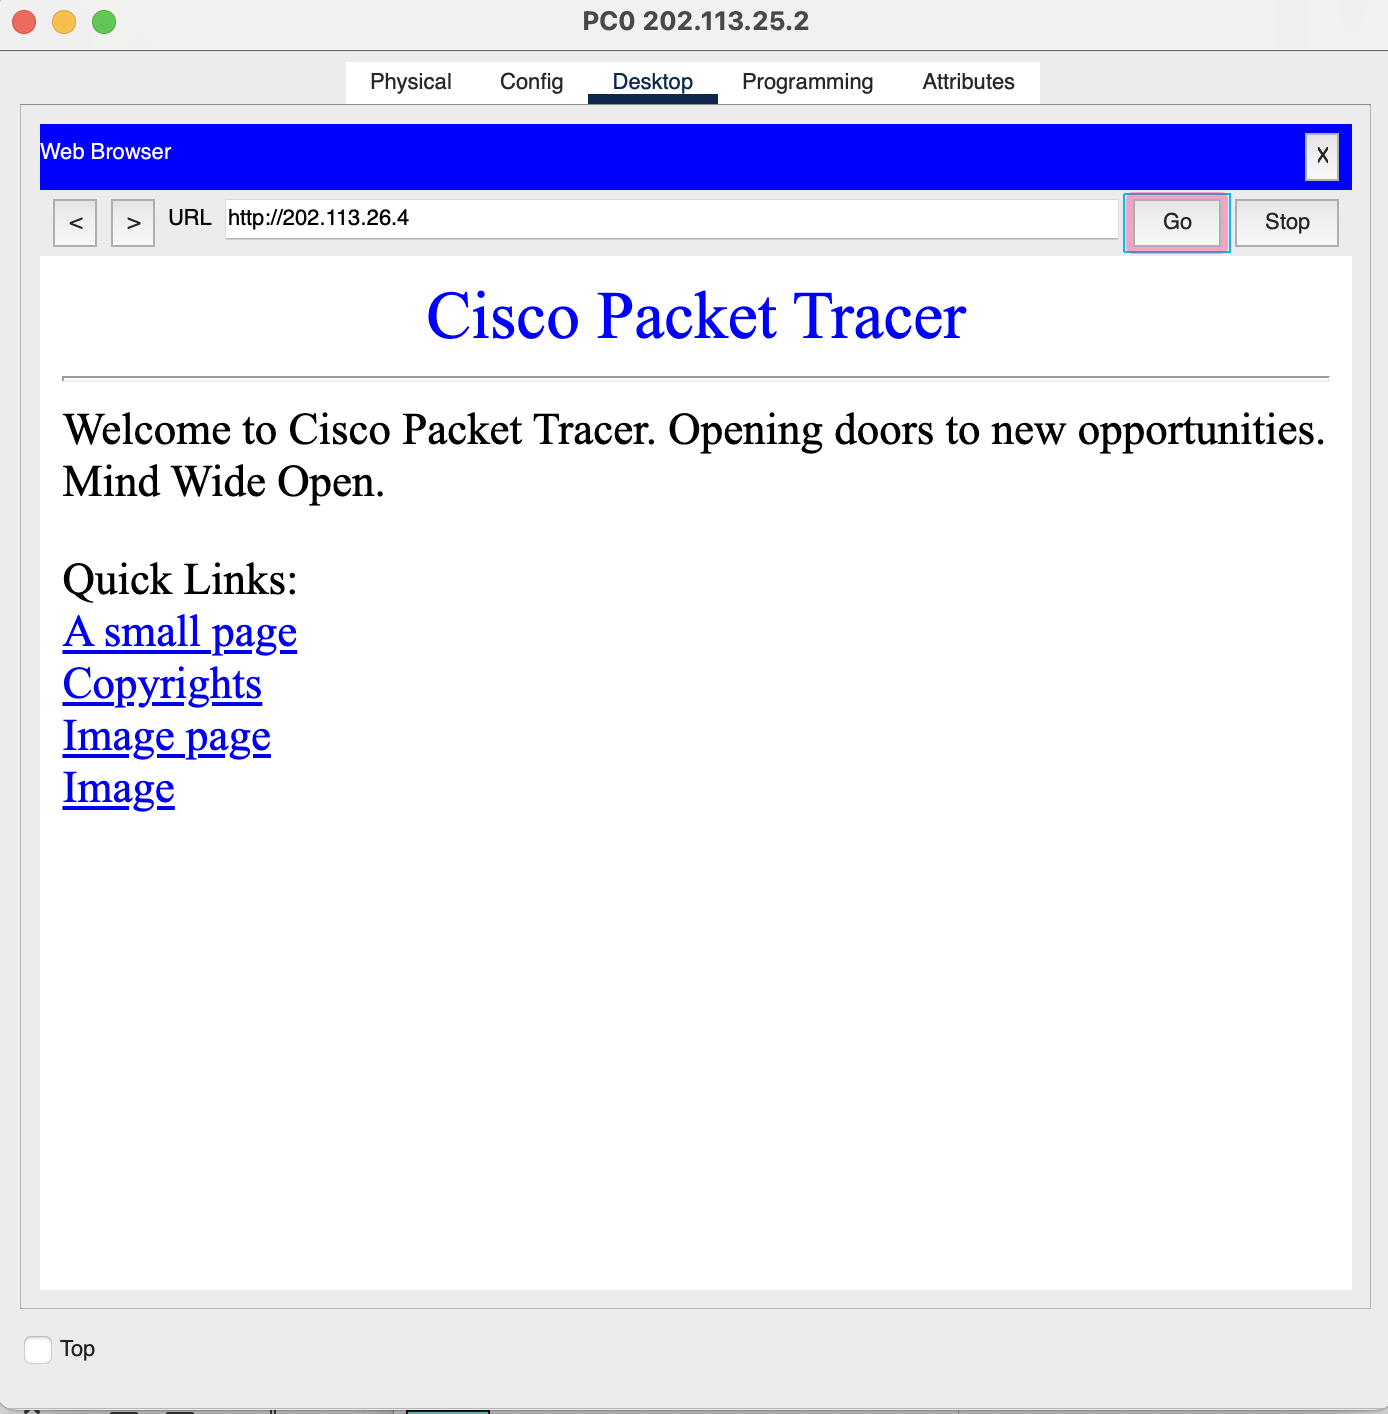 PC0 202.113.25.2
Physical Config Desktop Programming Attributes
Web Browser X
< > URL http://202.113.26.4 Go Stop
Cisco Packet Tracer
Welcome to Cisco Packet Tracer. Opening doors to new opportunities.
Mind Wide Open.
Quick Links:
A small page
Copyrights
Image page
Image
Top